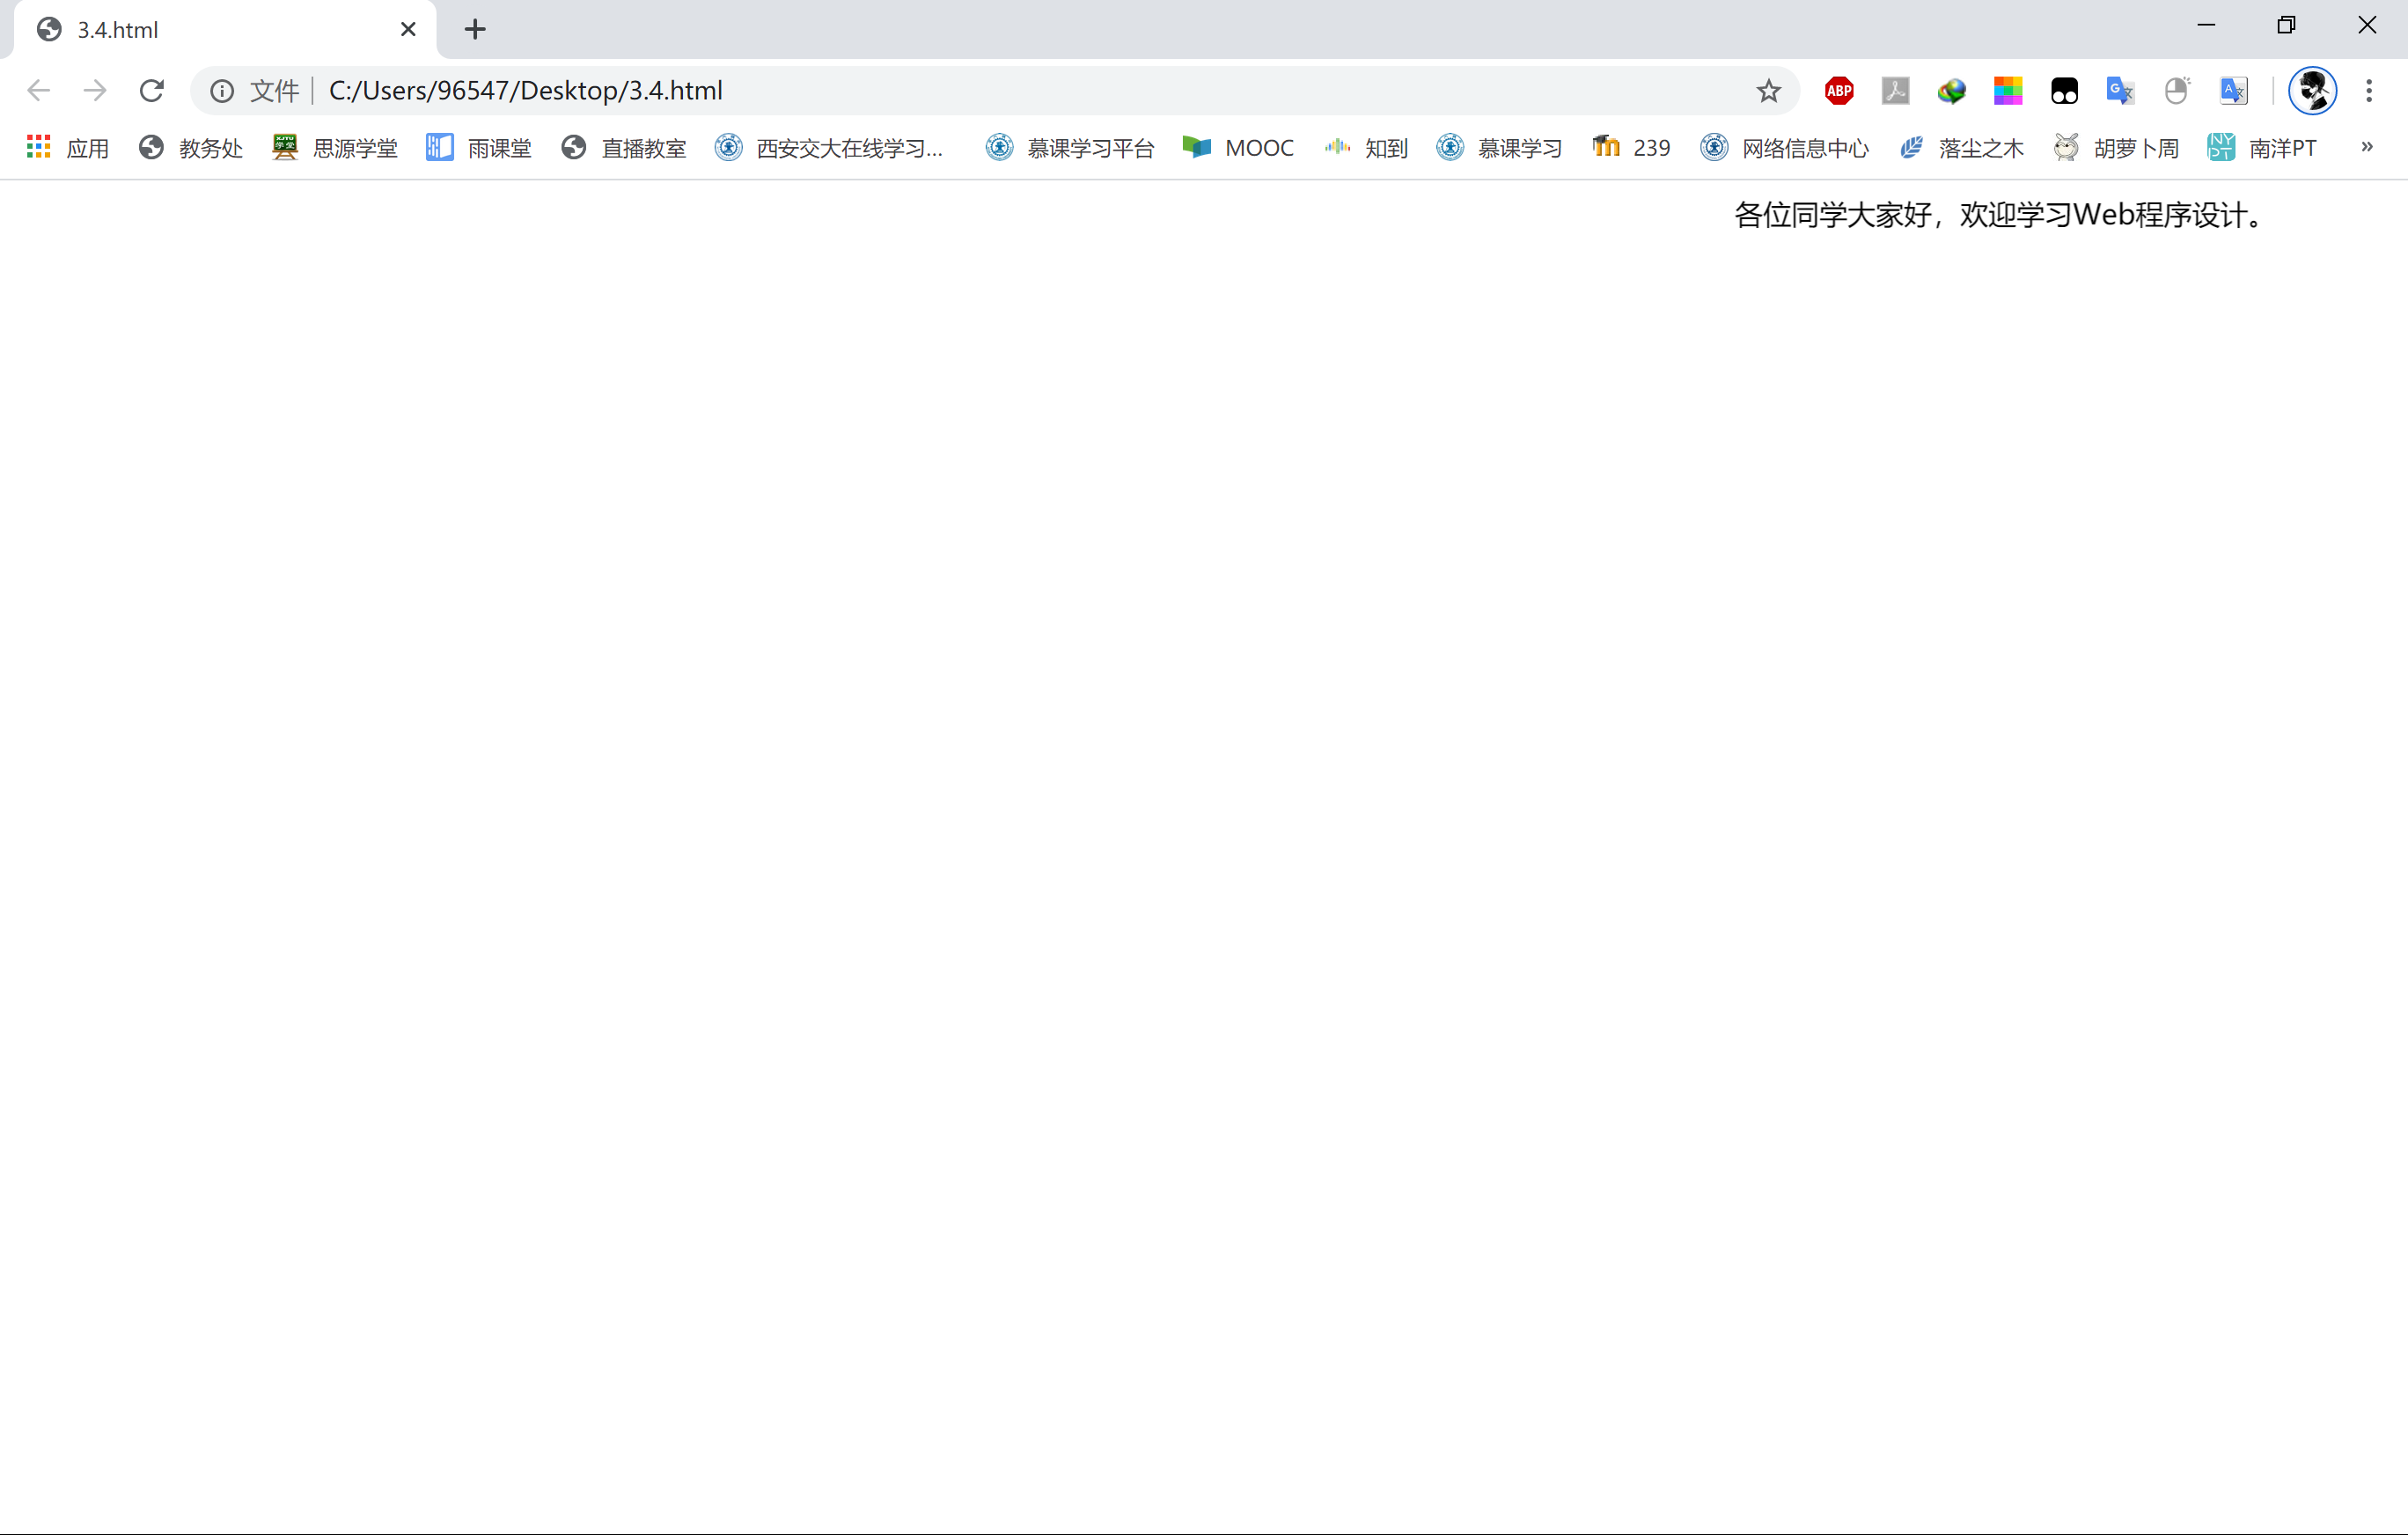 3.4.html
文件 C:/Users/96547/Desktop/3.4.html ABP
应用 教务处 思源学堂 雨课堂 直播教室 西安交大在线学习... 慕课学习平台 MOOC 知到 慕课学习 239 网络信息中心 落尘之木 胡萝卜周 NY PT 南洋PT »
各位同学大家好，欢迎学习Web程序设计。